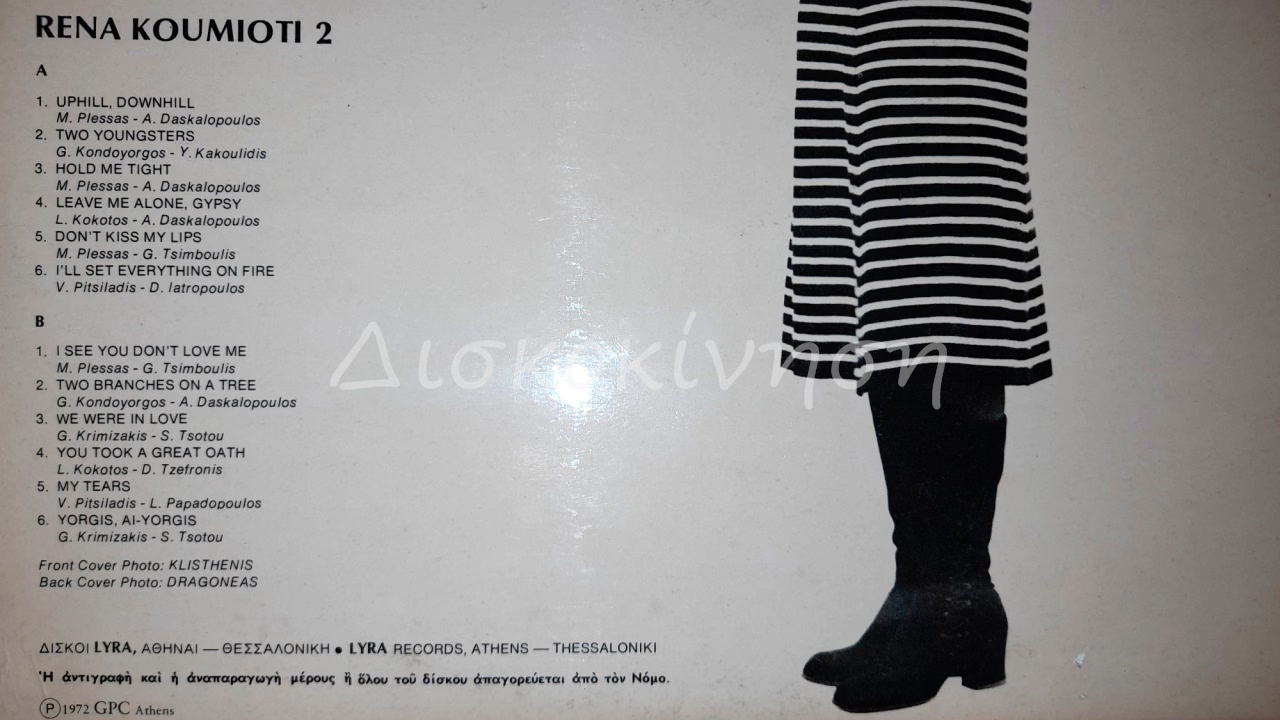 RENA KOUMIOTI 2
A
1. UPHILL, DOWNHILL
M. Plessas - A. Daskalopoulos
2. TWO YOUNGSTERS
G. Kondoyorgos - Y. Kakoulidis
3. HOLD ME TIGHT
M. Plessas - A. Daskalopoulos
4. LEAVE ME ALONE, GYPSY
L. Kokotos - A. Daskalopoulos
5. DON'T KISS MY LIPS
M. Plessas - G. Tsimboulis
6. I'LL SET EVERYTHING ON FIRE
V. Pitsiladis - D. Iatropoulos
B
1. I SEE YOU DON'T LOVE ME
M. Plessas - G. Tsimboulis
2. TWO BRANCHES ON A TREE
G. Kondoyorgos - A. Daskalopoulos
3. WE WERE IN LOVE
G. Krimizakis - S. Tsotou
4. YOU TOOK A GREAT OATH
L. Kokotos - D. Tzefronis
5. MY TEARS
V. Pitsiladis - L. Papadopoulos
6. YORGIS, AI-YORGIS
G. Krimizakis - S. Tsotou
Front Cover Photo: KLISTHENIS
Back Cover Photo: DRAGONEAS
Δισκοκίνηση
ΔΙΣΚΟΙ LYRA, ΑΘΗΝΑΙ — ΘΕΣΣΑΛΟΝΙΚΗ ● LYRA RECORDS, ATHENS — THESSALONIKI
Ἡ ἀντιγραφὴ καὶ ἡ ἀναπαραγωγὴ μέρους ἢ ὅλου τοῦ δίσκου ἀπαγορεύεται ἀπὸ τὸν Νόμο.
Ⓟ 1972 GPC Athens